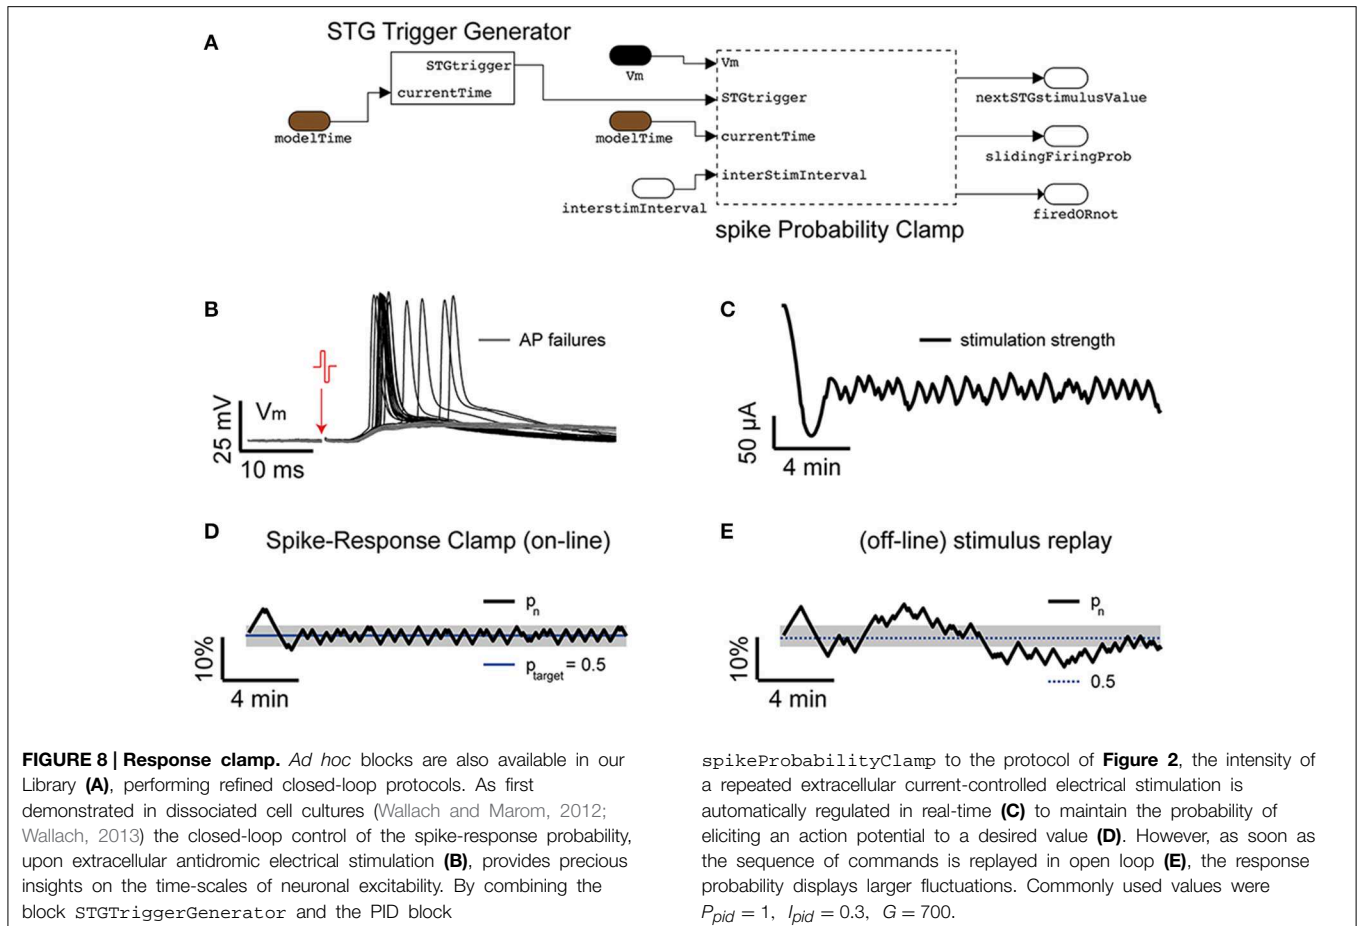 A
STG Trigger Generator
STGtrigger
currentTime
modelTime
Vm
modelTime
interstimInterval
Vm
STGtrigger
currentTime
interStimInterval
spike Probability Clamp
nextSTGstimulusValue
slidingFiringProb
firedORnot
B
AP failures
Vm
25 mV
10 ms
C
stimulation strength
50 µA
4 min
D
Spike-Response Clamp (on-line)
pn
ptarget = 0.5
10%
4 min
E
(off-line) stimulus replay
pn
0.5
10%
4 min
FIGURE 8 | Response clamp. Ad hoc blocks are also available in our
Library (A), performing refined closed-loop protocols. As first
demonstrated in dissociated cell cultures (Wallach and Marom, 2012;
Wallach, 2013) the closed-loop control of the spike-response probability,
upon extracellular antidromic electrical stimulation (B), provides precious
insights on the time-scales of neuronal excitability. By combining the
block STGTriggerGenerator and the PID block
spikeProbabilityClamp to the protocol of Figure 2, the intensity of
a repeated extracellular current-controlled electrical stimulation is
automatically regulated in real-time (C) to maintain the probability of
eliciting an action potential to a desired value (D). However, as soon as
the sequence of commands is replayed in open loop (E), the response
probability displays larger fluctuations. Commonly used values were
Ppid = 1, Ipid = 0.3, G = 700.